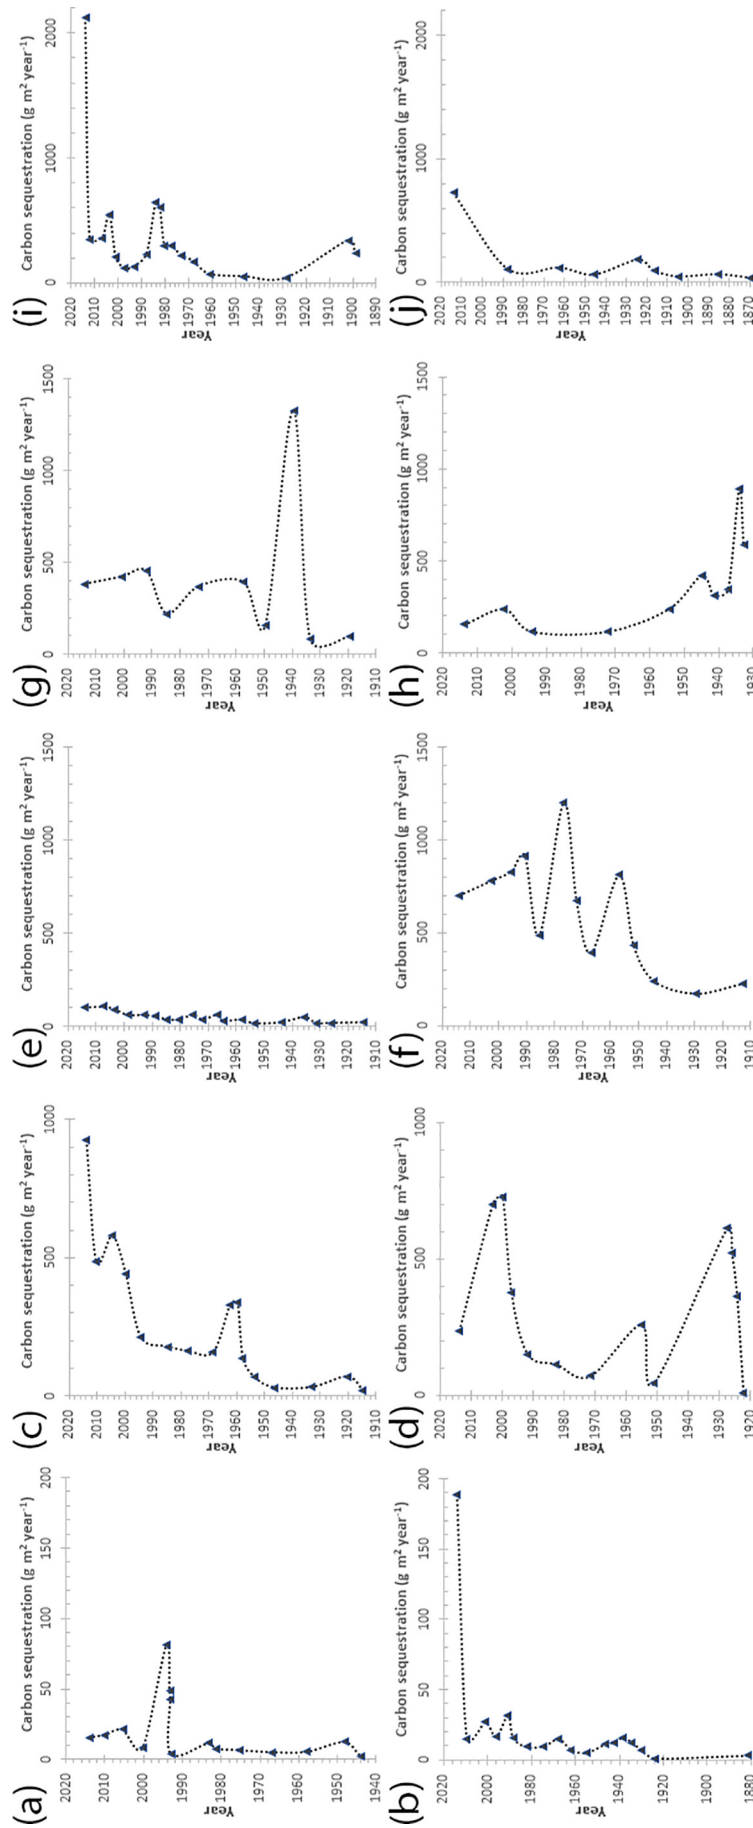 (a)
Carbon sequestration (g m² year⁻¹)
0 50 100 150 200
Year
2020 2010 2000 1990 1980 1970 1960 1950 1940
(b)
Carbon sequestration (g m² year⁻¹)
0 50 100 150 200
Year
2020 2000 1980 1960 1940 1920 1900 1880
(c)
Carbon sequestration (g m² year⁻¹)
0 500 1000
Year
2020 2010 2000 1990 1980 1970 1960 1950 1940 1930 1920 1910
(d)
Carbon sequestration (g m² year⁻¹)
0 500 1000
Year
2020 2010 2000 1990 1980 1970 1960 1950 1940 1930 1920
(e)
Carbon sequestration (g m² year⁻¹)
0 500 1000 1500
Year
2020 2010 2000 1990 1980 1970 1960 1950 1940 1930 1920 1910
(f)
Carbon sequestration (g m² year⁻¹)
0 500 1000 1500
Year
2020 2010 2000 1990 1980 1970 1960 1950 1940 1930 1920 1910
(g)
Carbon sequestration (g m² year⁻¹)
0 500 1000 1500
Year
2020 2010 2000 1990 1980 1970 1960 1950 1940 1930 1920 1910
(h)
Carbon sequestration (g m² year⁻¹)
0 500 1000 1500
Year
2020 2010 2000 1990 1980 1970 1960 1950 1940 1930
(i)
Carbon sequestration (g m² year⁻¹)
0 1000 2000
Year
2020 2010 2000 1990 1980 1970 1960 1950 1940 1930 1920 1910 1900 1890
(j)
Carbon sequestration (g m² year⁻¹)
0 1000 2000
Year
2020 2010 2000 1990 1980 1970 1960 1950 1940 1930 1920 1910 1900 1890 1880 1870